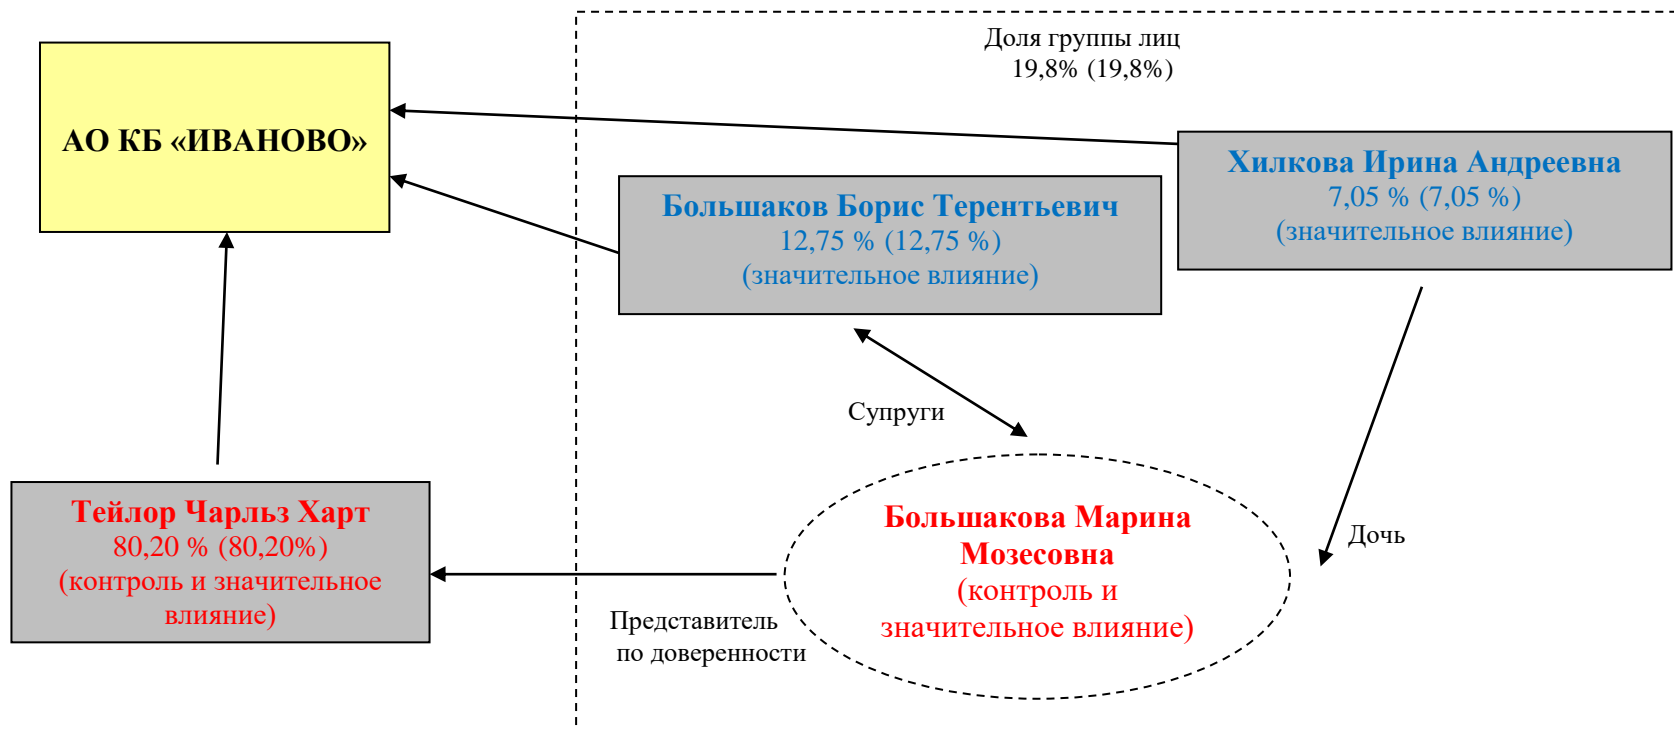 Доля группы лиц
19,8% (19,8%)
АО КБ «ИВАНОВО»
Хилкова Ирина Андреевна
7,05 % (7,05 %)
(значительное влияние)
Большаков Борис Терентьевич
12,75 % (12,75 %)
(значительное влияние)
Супруги
Тейлор Чарльз Харт
80,20 % (80,20%)
(контроль и значительное
влияние)
Большакова Марина
Мозесовна
(контроль и
значительное влияние)
Дочь
Представитель
по доверенности